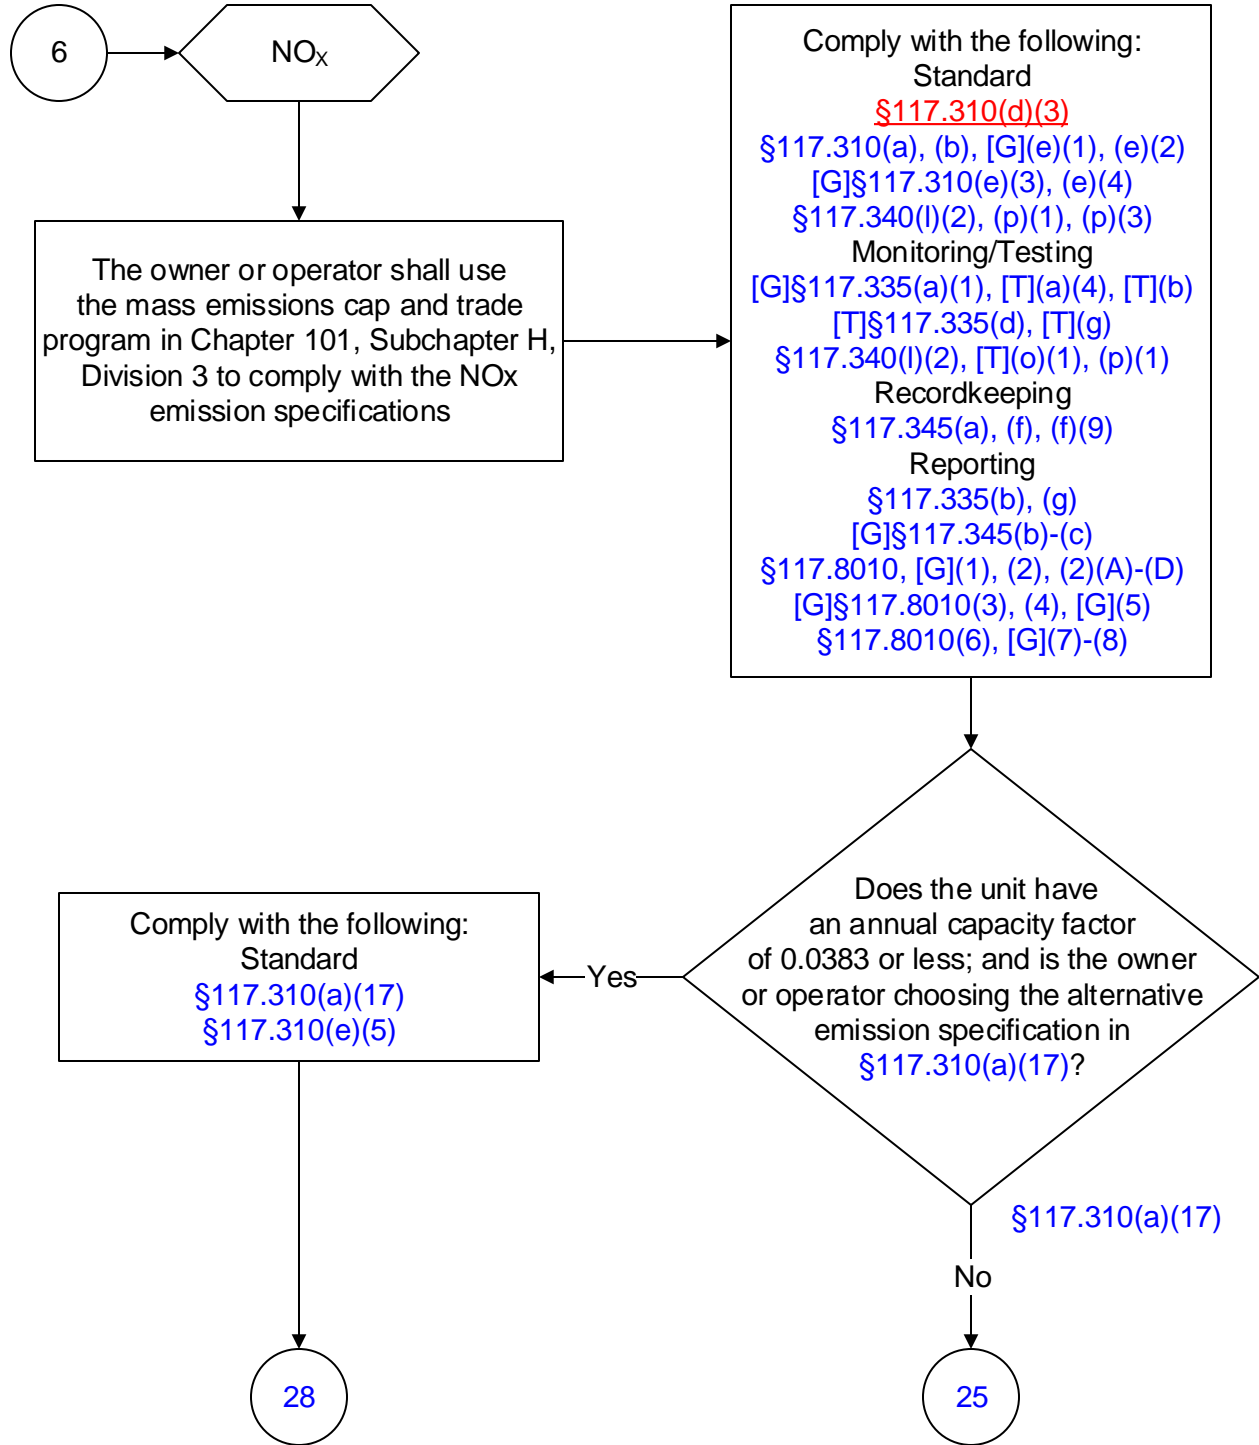 6
NOX
The owner or operator shall use
the mass emissions cap and trade
program in Chapter 101, Subchapter H,
Division 3 to comply with the NOx
emission specifications
Comply with the following:
Standard
§117.310(d)(3)
§117.310(a), (b), [G](e)(1), (e)(2)
[G]§117.310(e)(3), (e)(4)
§117.340(l)(2), (p)(1), (p)(3)
Monitoring/Testing
[G]§117.335(a)(1), [T](a)(4), [T](b)
[T]§117.335(d), [T](g)
§117.340(l)(2), [T](o)(1), (p)(1)
Recordkeeping
§117.345(a), (f), (f)(9)
Reporting
§117.335(b), (g)
[G]§117.345(b)-(c)
§117.8010, [G](1), (2), (2)(A)-(D)
[G]§117.8010(3), (4), [G](5)
§117.8010(6), [G](7)-(8)
Does the unit have
an annual capacity factor
of 0.0383 or less; and is the owner
or operator choosing the alternative
emission specification in
§117.310(a)(17)?
Yes
Comply with the following:
Standard
§117.310(a)(17)
§117.310(e)(5)
§117.310(a)(17)
No
28
25